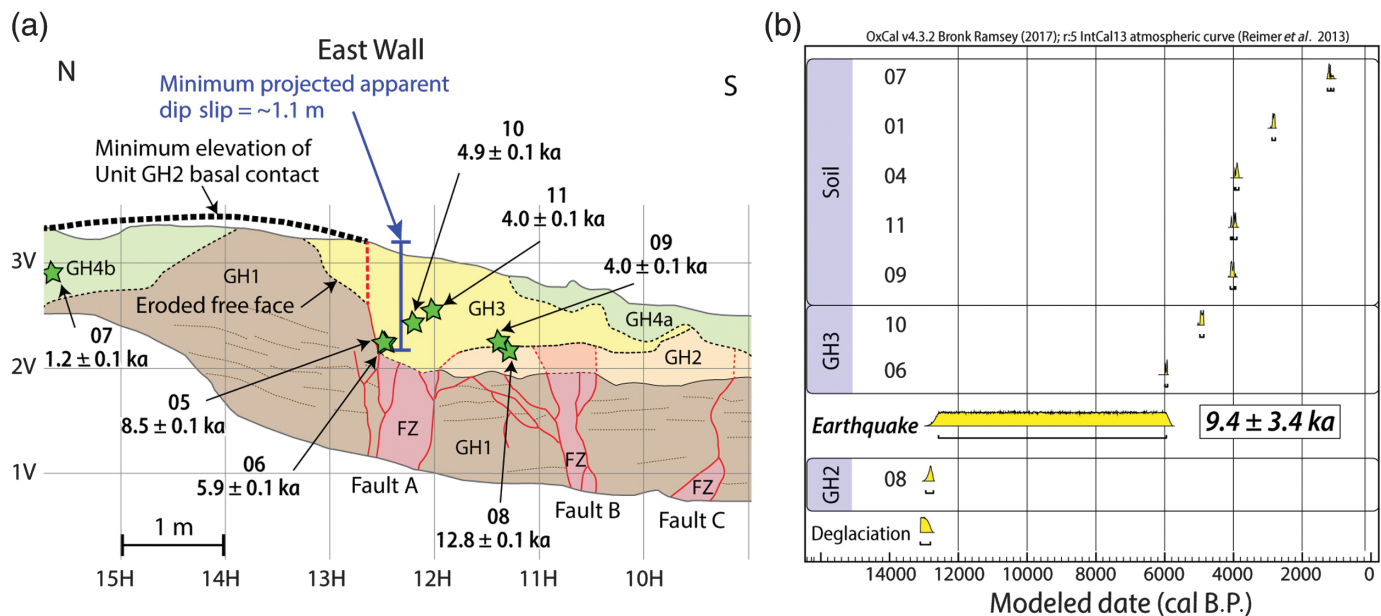 (a)
East Wall
N
S
Minimum projected apparent
dip slip = ~1.1 m
Minimum elevation of
Unit GH2 basal contact
10
4.9 ± 0.1 ka
11
4.0 ± 0.1 ka
09
4.0 ± 0.1 ka
3V
GH4b
GH1
Eroded free face
GH3
GH4a
07
1.2 ± 0.1 ka
2V
GH2
05
8.5 ± 0.1 ka
FZ
GH1
06
5.9 ± 0.1 ka
1V
FZ
FZ
Fault A
08
12.8 ± 0.1 ka
Fault B
Fault C
1 m
15H
14H
13H
12H
11H
10H
(b)
OxCal v4.3.2 Bronk Ramsey (2017); r:5 IntCal13 atmospheric curve (Reimer et al. 2013)
Soil
07
01
04
11
09
GH3
10
06
Earthquake
9.4 ± 3.4 ka
GH2
08
Deglaciation
14000
12000
10000
8000
6000
4000
2000
0
Modeled date (cal B.P.)